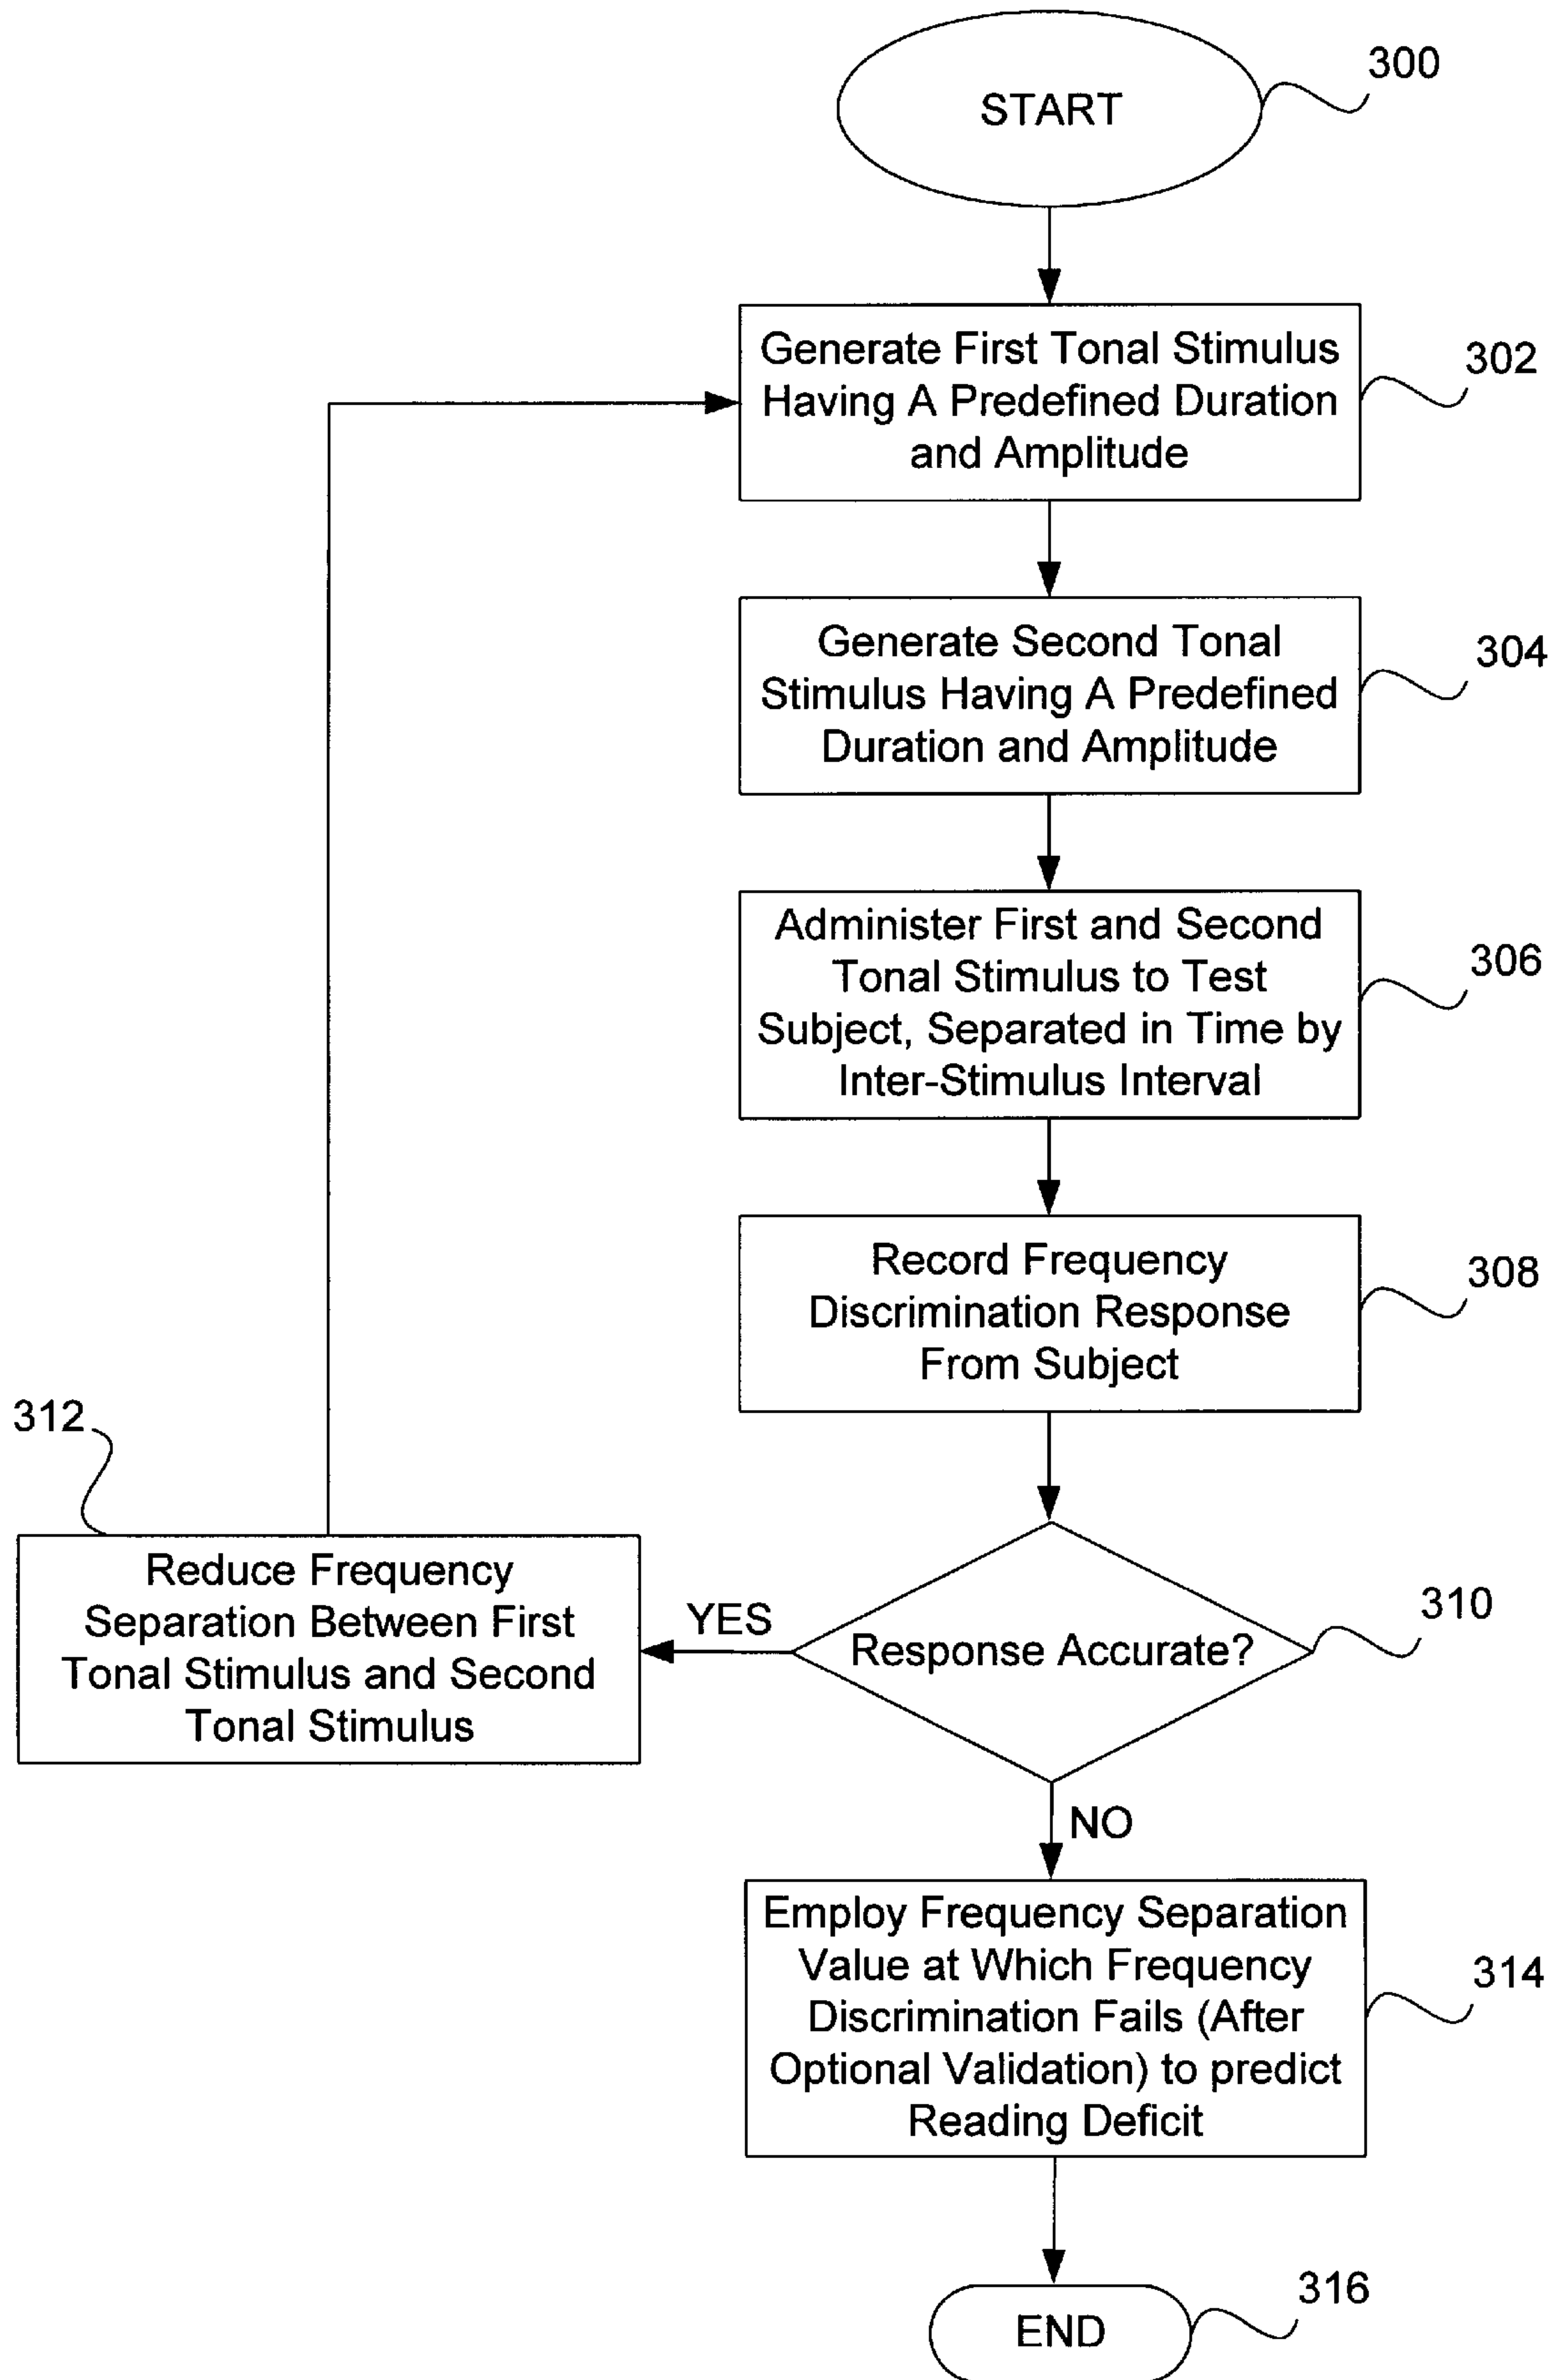 START
300
Generate First Tonal Stimulus
Having A Predefined Duration
and Amplitude
302
Generate Second Tonal
Stimulus Having A Predefined
Duration and Amplitude
304
Administer First and Second
Tonal Stimulus to Test
Subject, Separated in Time by
Inter-Stimulus Interval
306
Record Frequency
Discrimination Response
From Subject
308
Response Accurate?
310
YES
312
Reduce Frequency
Separation Between First
Tonal Stimulus and Second
Tonal Stimulus
NO
Employ Frequency Separation
Value at Which Frequency
Discrimination Fails (After
Optional Validation) to predict
Reading Deficit
314
END
316